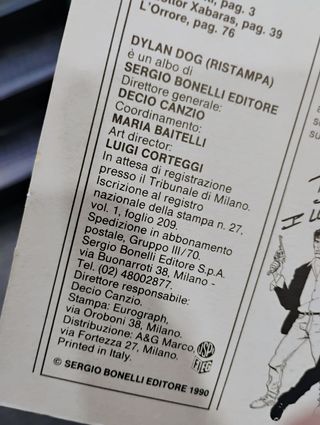 pag. 3
Xabaras, pag. 39
L'Orrore, pag. 76
DYLAN DOG (RISTAMPA)
è un albo di
SERGIO BONELLI EDITORE
Direttore generale:
DECIO CANZIO
Coordinamento:
MARIA BAITELLI
Art director:
LUIGI CORTEGGI
In attesa di registrazione
presso il Tribunale di Milano.
Iscrizione al registro
nazionale della stampa n. 27,
vol. 1, foglio 209.
Spedizione in abbonamento
postale, Gruppo III/70.
Sergio Bonelli Editore S.p.A.
via Buonarroti 38, Milano -
Tel. (02) 48002877.
Direttore responsabile:
Decio Canzio.
Stampa: Eurograph,
via Oroboni 38, Milano.
Distribuzione: A&G Marco,
via Fortezza 27, Milano.
Printed in Italy.
USPI
FIEG
© SERGIO BONELLI EDITORE 1990